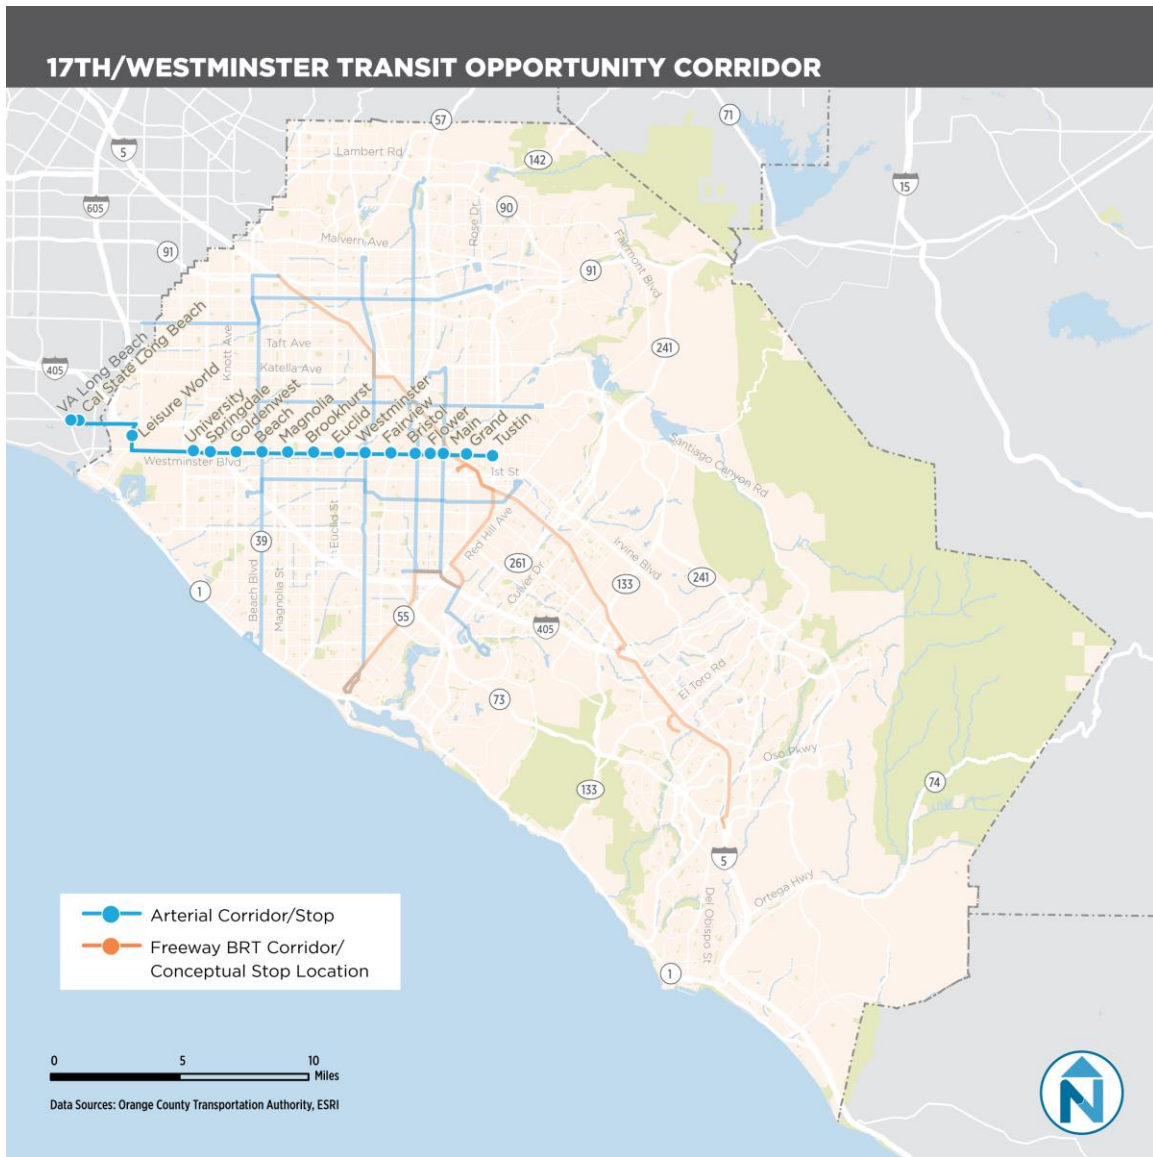 17TH/WESTMINSTER TRANSIT OPPORTUNITY CORRIDOR
57
71
5
Lambert Rd
142
15
605
90
Rose Dr
Malvern Ave
Fairmont Blvd
91
91
VA Long Beach
Cal State Long Beach
Knott Ave
Taft Ave
241
405
Katella Ave
Leisure World
University
Springdale
Goldenwest
Beach
Magnolia
Brookhurst
Euclid
Westminster
Fairview
Bristol
Flower
Main
Grand
Tustin
Westminster Blvd
1st St
Santiago Canyon Rd
Euclid St
Red Hill Ave
39
261
Irvine Blvd
Culver Dr
133
241
1
Beach Blvd
Magnolia St
55
405
El Toro Rd
73
Oso Pkwy
133
74
5
Ortega Hwy
Del Obispo St
Arterial Corridor/Stop
Freeway BRT Corridor/
Conceptual Stop Location
1
0 5 10
Miles
Data Sources: Orange County Transportation Authority, ESRI
N